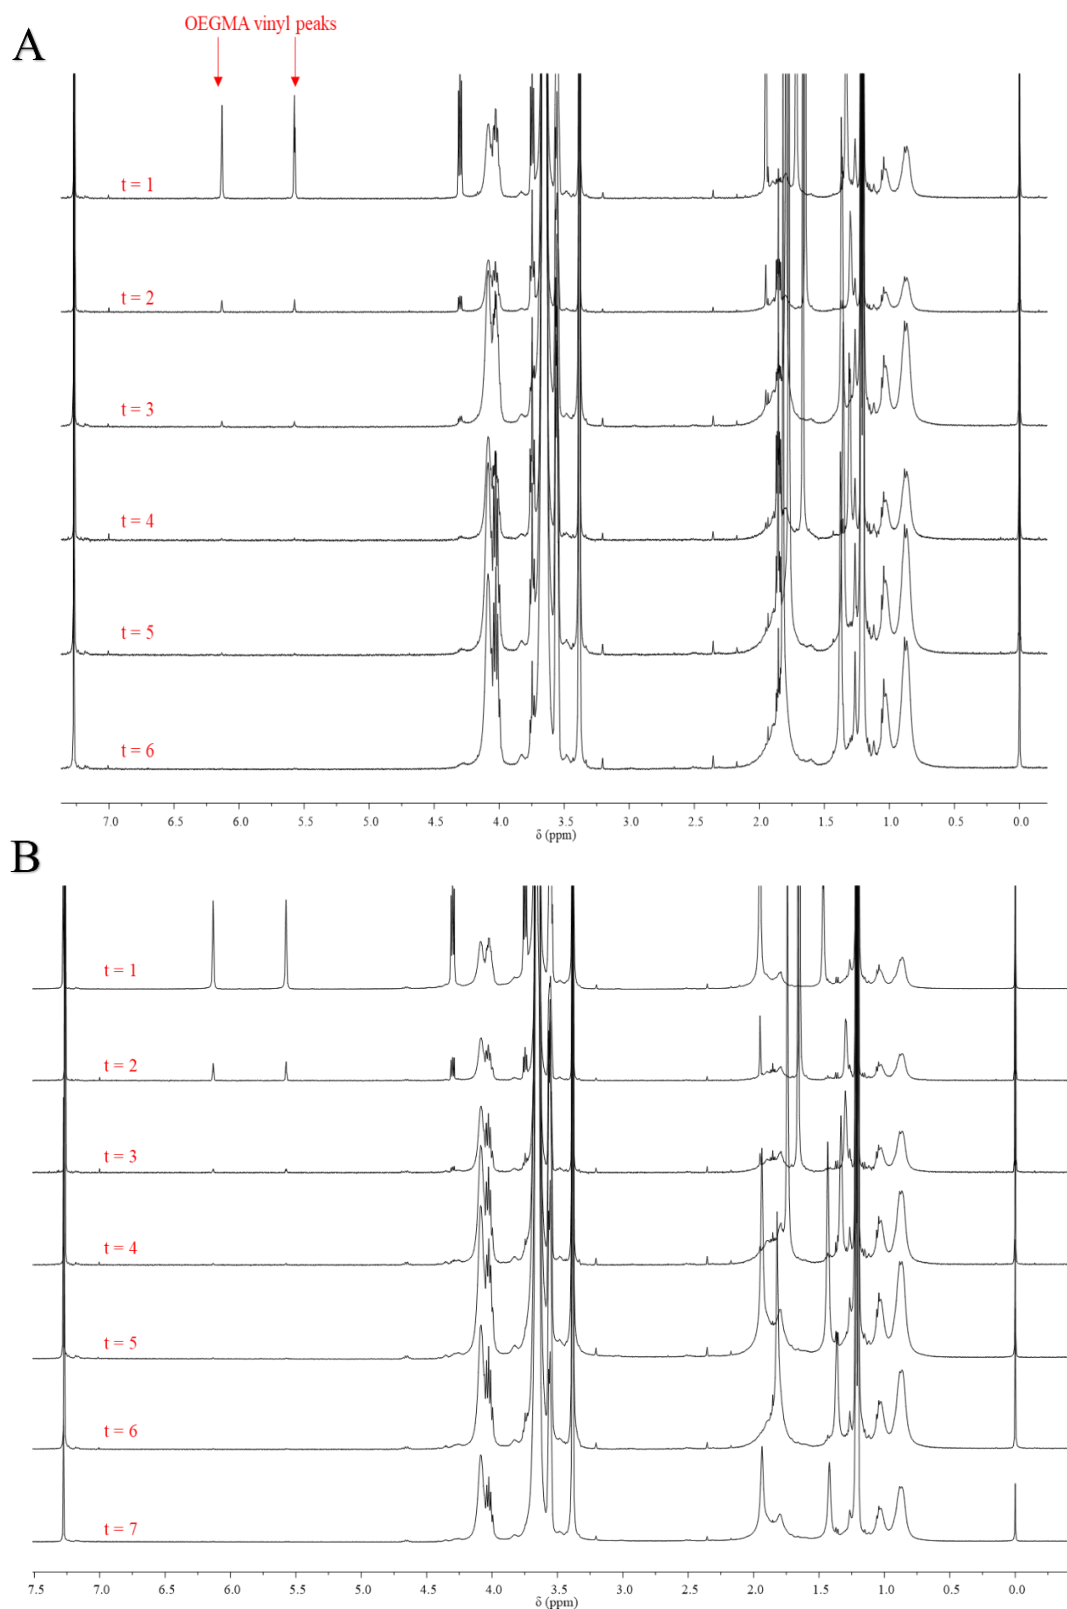 OEGMA vinyl peaks
A
t = 1
t = 2
t = 3
t = 4
t = 5
t = 6
7.0 6.5 6.0 5.5 5.0 4.5 4.0 3.5 3.0 2.5 2.0 1.5 1.0 0.5 0.0
δ (ppm)
B
t = 1
t = 2
t = 3
t = 4
t = 5
t = 6
t = 7
7.5 7.0 6.5 6.0 5.5 5.0 4.5 4.0 3.5 3.0 2.5 2.0 1.5 1.0 0.5 0.0
δ (ppm)